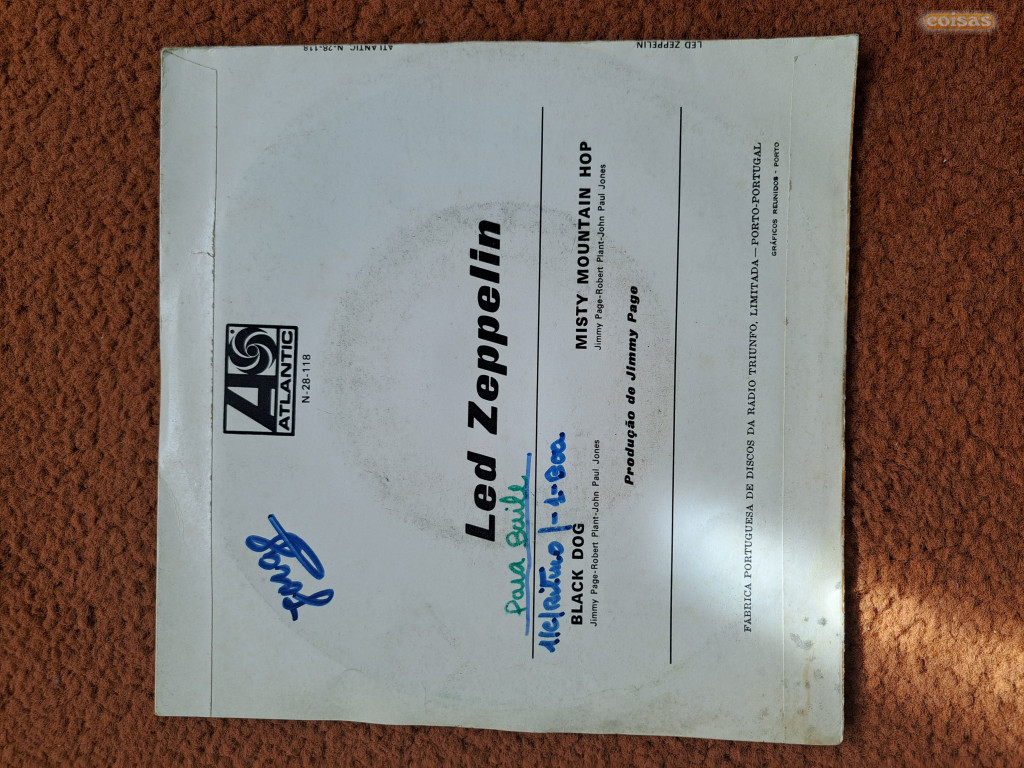 coisas
ATLANTIC N-28-118
LED ZEPPELIN
ATLANTIC
N-28-118
Led Zeppelin
Para Baile
BLACK DOG
Jimmy Page-Robert Plant-John Paul Jones
MISTY MOUNTAIN HOP
Jimmy Page-Robert Plant-John Paul Jones
Produção de Jimmy Page
FÁBRICA PORTUGUESA DE DISCOS DA RÁDIO TRIUNFO, LIMITADA — PORTO-PORTUGAL
GRÁFICOS REUNIDOS - PORTO